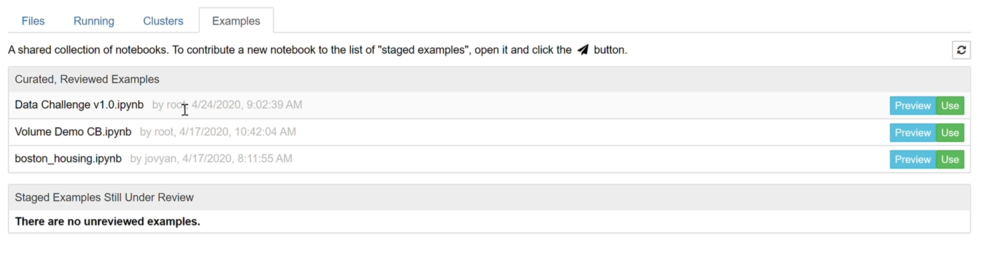 Files Running Clusters Examples
A shared collection of notebooks. To contribute a new notebook to the list of "staged examples", open it and click the button.
Curated, Reviewed Examples
Data Challenge v1.0.ipynb by root, 4/24/2020, 9:02:39 AM Preview Use
Volume Demo CB.ipynb by root, 4/17/2020, 10:42:04 AM Preview Use
boston_housing.ipynb by jovyan, 4/17/2020, 8:11:55 AM Preview Use
Staged Examples Still Under Review
There are no unreviewed examples.